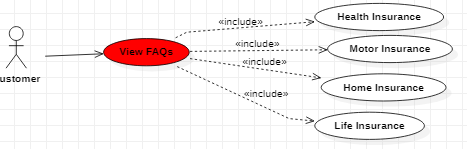 «include»
Health Insurance
View FAQs
«include»
Motor Insurance
«include»
ustomer
Home Insurance
«include»
Life Insurance